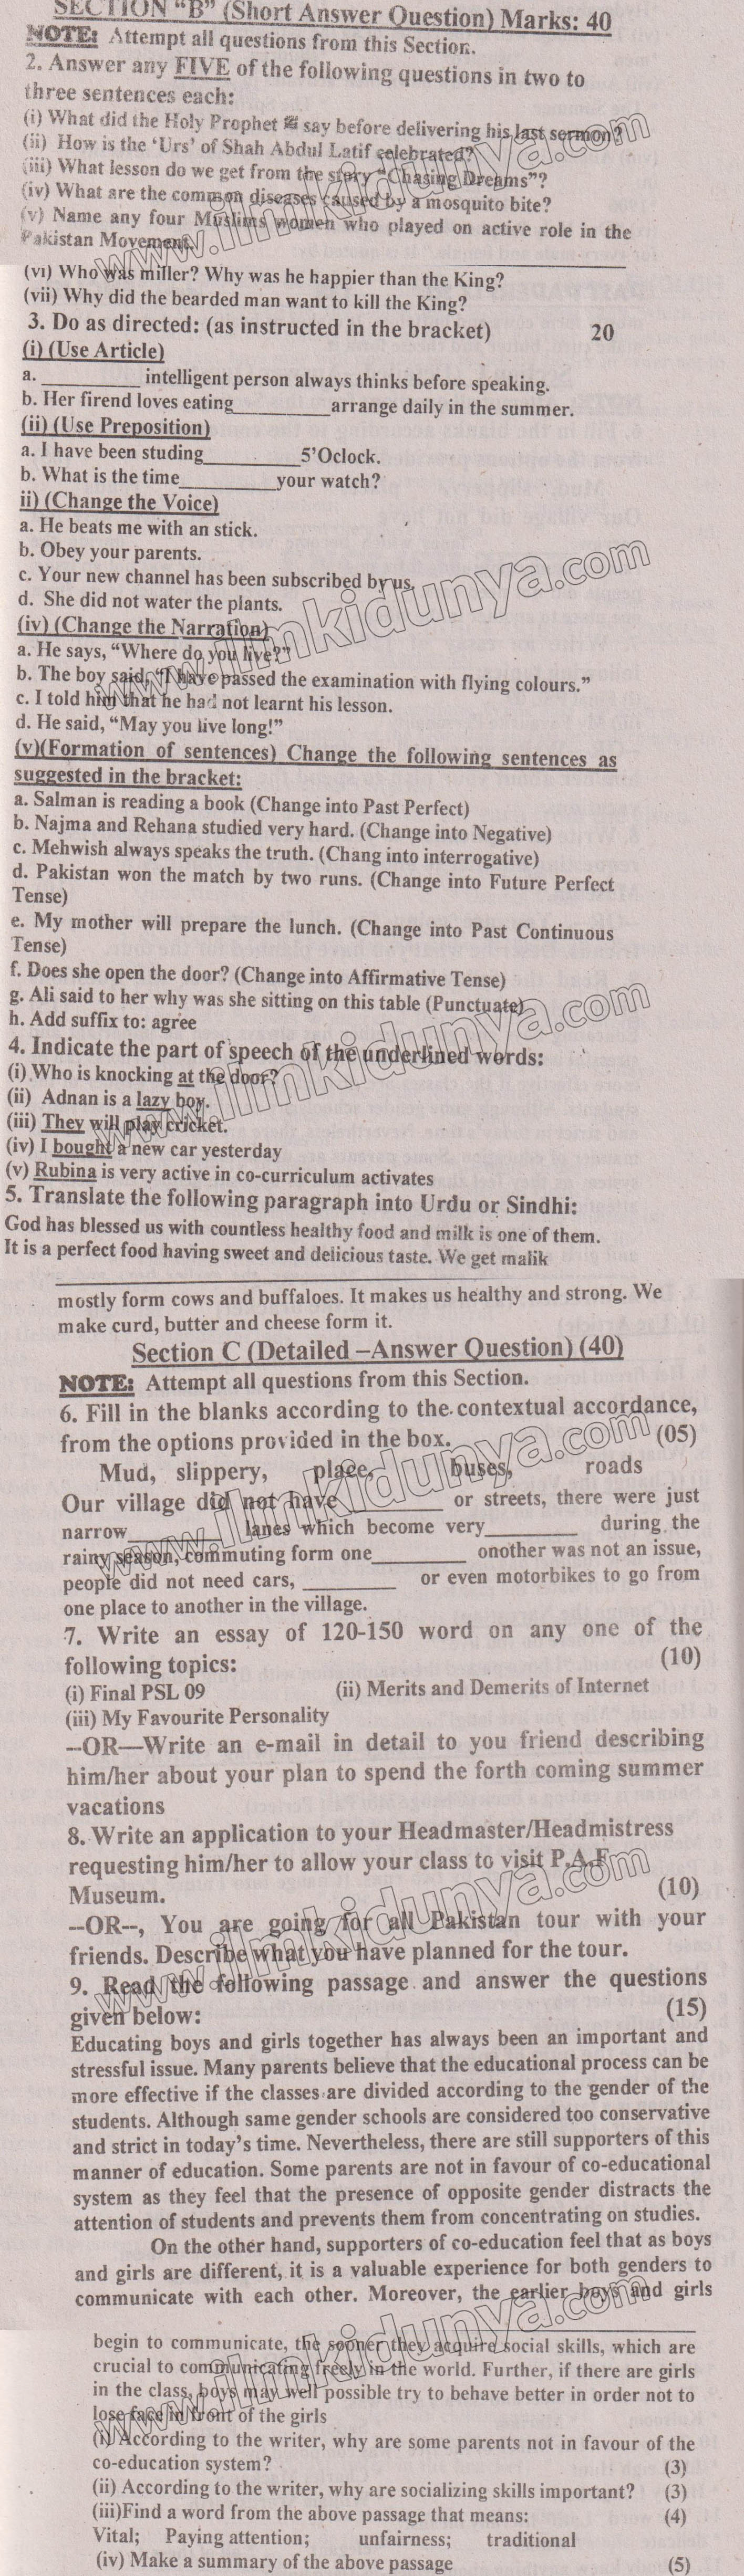 SECTION "B" (Short Answer Question) Marks: 40
NOTE: Attempt all questions from this Section.
2. Answer any FIVE of the following questions in two to
three sentences each:
(i) What did the Holy Prophet ﷺ say before delivering his last sermon?
(ii) How is the 'Urs' of Shah Abdul Latif celebrated?
(iii) What lesson do we get from the story "Chasing Dreams"?
(iv) What are the common diseases caused by a mosquito bite?
(v) Name any four Muslims women who played on active role in the
Pakistan Movement.
(vi) Who was miller? Why was he happier than the King?
(vii) Why did the bearded man want to kill the King?
3. Do as directed: (as instructed in the bracket) 20
(i) (Use Article)
a. __________ intelligent person always thinks before speaking.
b. Her firend loves eating__________arrange daily in the summer.
(ii) (Use Preposition)
a. I have been studing__________5'Oclock.
b. What is the time__________your watch?
ii) (Change the Voice)
a. He beats me with an stick.
b. Obey your parents.
c. Your new channel has been subscribed by us.
d. She did not water the plants.
(iv) (Change the Narration)
a. He says, "Where do you live?"
b. The boy said, "I have passed the examination with flying colours."
c. I told him that he had not learnt his lesson.
d. He said, "May you live long!"
(v)(Formation of sentences) Change the following sentences as
suggested in the bracket:
a. Salman is reading a book (Change into Past Perfect)
b. Najma and Rehana studied very hard. (Change into Negative)
c. Mehwish always speaks the truth. (Chang into interrogative)
d. Pakistan won the match by two runs. (Change into Future Perfect
Tense)
e. My mother will prepare the lunch. (Change into Past Continuous
Tense)
f. Does she open the door? (Change into Affirmative Tense)
g. Ali said to her why was she sitting on this table (Punctuate)
h. Add suffix to: agree
4. Indicate the part of speech of the underlined words:
(i) Who is knocking at the door?
(ii) Adnan is a lazy boy.
(iii) They will play cricket.
(iv) I bought a new car yesterday
(v) Rubina is very active in co-curriculum activates
5. Translate the following paragraph into Urdu or Sindhi:
God has blessed us with countless healthy food and milk is one of them.
It is a perfect food having sweet and delicious taste. We get malik
mostly form cows and buffaloes. It makes us healthy and strong. We
make curd, butter and cheese form it.
Section C (Detailed –Answer Question) (40)
NOTE: Attempt all questions from this Section.
6. Fill in the blanks according to the contextual accordance,
from the options provided in the box. (05)
Mud, slippery, place, buses, roads
Our village did not have __________ or streets, there were just
narrow__________ lanes which become very__________ during the
rainy season, commuting form one__________ onother was not an issue,
people did not need cars, __________ or even motorbikes to go from
one place to another in the village.
7. Write an essay of 120-150 word on any one of the
following topics: (10)
(i) Final PSL 09 (ii) Merits and Demerits of Internet
(iii) My Favourite Personality
--OR—Write an e-mail in detail to you friend describing
him/her about your plan to spend the forth coming summer
vacations
8. Write an application to your Headmaster/Headmistress
requesting him/her to allow your class to visit P.A.F
Museum. (10)
--OR--, You are going for all Pakistan tour with your
friends. Describe what you have planned for the tour.
9. Read the following passage and answer the questions
given below: (15)
Educating boys and girls together has always been an important and
stressful issue. Many parents believe that the educational process can be
more effective if the classes are divided according to the gender of the
students. Although same gender schools are considered too conservative
and strict in today's time. Nevertheless, there are still supporters of this
manner of education. Some parents are not in favour of co-educational
system as they feel that the presence of opposite gender distracts the
attention of students and prevents them from concentrating on studies.
On the other hand, supporters of co-education feel that as boys
and girls are different, it is a valuable experience for both genders to
communicate with each other. Moreover, the earlier boys and girls
begin to communicate, the sooner they acquire social skills, which are
crucial to communicating freely in the world. Further, if there are girls
in the class, boys may well possible try to behave better in order not to
lose face in front of the girls
(i) According to the writer, why are some parents not in favour of the
co-education system? (3)
(ii) According to the writer, why are socializing skills important? (3)
(iii)Find a word from the above passage that means: (4)
Vital; Paying attention; unfairness; traditional
(iv) Make a summary of the above passage (5)
www.ilmkidunya.com
www.ilmkidunya.com
www.ilmkidunya.com
www.ilmkidunya.com
www.ilmkidunya.com
www.ilmkidunya.com